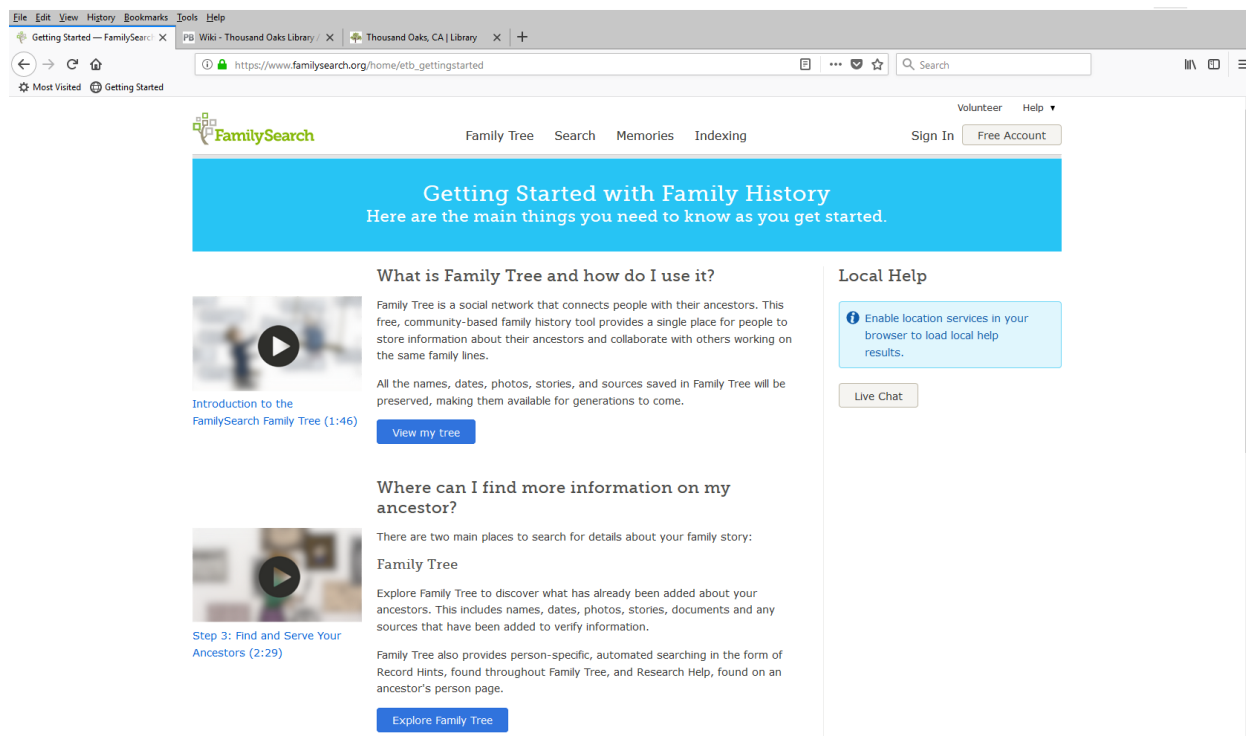 File Edit View History Bookmarks Tools Help
Getting Started — FamilySearc
PB Wiki - Thousand Oaks Library /
Thousand Oaks, CA | Library
https://www.familysearch.org/home/etb_gettingstarted
Search
Most Visited Getting Started
Volunteer Help
FamilySearch
Family Tree Search Memories Indexing
Sign In Free Account
Getting Started with Family History
Here are the main things you need to know as you get started.
What is Family Tree and how do I use it?
Family Tree is a social network that connects people with their ancestors. This
free, community-based family history tool provides a single place for people to
store information about their ancestors and collaborate with others working on
the same family lines.
All the names, dates, photos, stories, and sources saved in Family Tree will be
preserved, making them available for generations to come.
View my tree
Introduction to the
FamilySearch Family Tree (1:46)
Local Help
Enable location services in your
browser to load local help
results.
Live Chat
Where can I find more information on my
ancestor?
There are two main places to search for details about your family story:
Family Tree
Explore Family Tree to discover what has already been added about your
ancestors. This includes names, dates, photos, stories, documents and any
sources that have been added to verify information.
Family Tree also provides person-specific, automated searching in the form of
Record Hints, found throughout Family Tree, and Research Help, found on an
ancestor's person page.
Explore Family Tree
Step 3: Find and Serve Your
Ancestors (2:29)